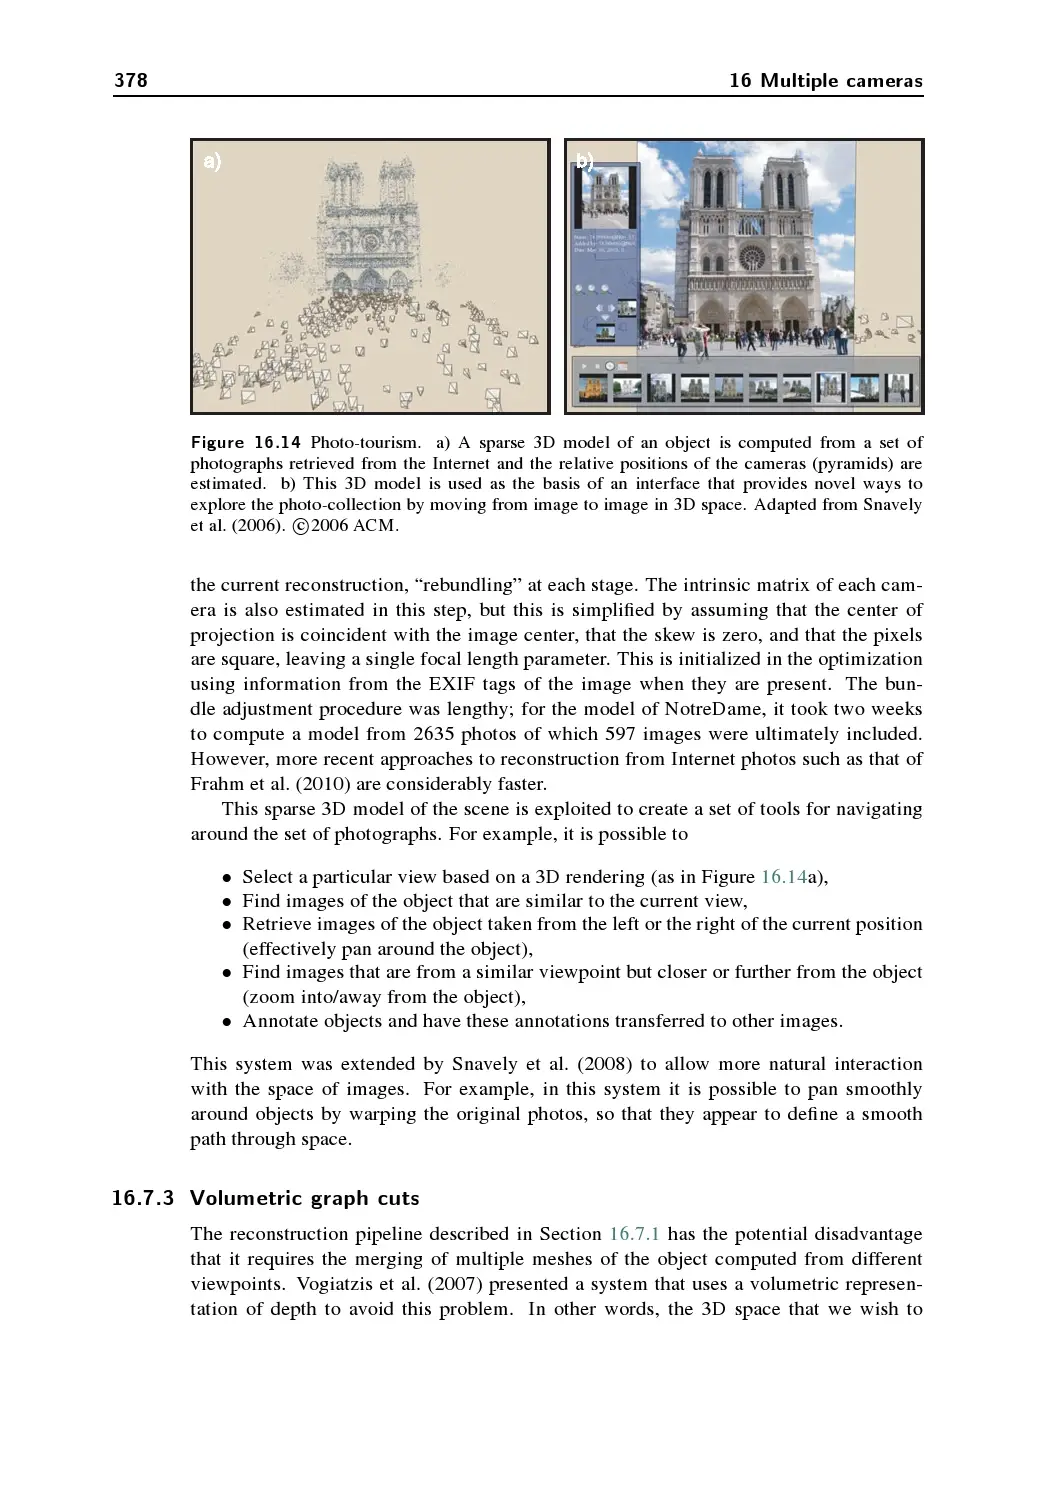 378
16 Multiple cameras
a)
b)
Figure 16.14 Photo-tourism. a) A sparse 3D model of an object is computed from a set of
photographs retrieved from the Internet and the relative positions of the cameras (pyramids) are
estimated. b) This 3D model is used as the basis of an interface that provides novel ways to
explore the photo-collection by moving from image to image in 3D space. Adapted from Snavely
et al. (2006). ©2006 ACM.
the current reconstruction, “rebundling” at each stage. The intrinsic matrix of each cam-
era is also estimated in this step, but this is simplified by assuming that the center of
projection is coincident with the image center, that the skew is zero, and that the pixels
are square, leaving a single focal length parameter. This is initialized in the optimization
using information from the EXIF tags of the image when they are present. The bun-
dle adjustment procedure was lengthy; for the model of NotreDame, it took two weeks
to compute a model from 2635 photos of which 597 images were ultimately included.
However, more recent approaches to reconstruction from Internet photos such as that of
Frahm et al. (2010) are considerably faster.
This sparse 3D model of the scene is exploited to create a set of tools for navigating
around the set of photographs. For example, it is possible to
• Select a particular view based on a 3D rendering (as in Figure 16.14a),
• Find images of the object that are similar to the current view,
• Retrieve images of the object taken from the left or the right of the current position
(effectively pan around the object),
• Find images that are from a similar viewpoint but closer or further from the object
(zoom into/away from the object),
• Annotate objects and have these annotations transferred to other images.
This system was extended by Snavely et al. (2008) to allow more natural interaction
with the space of images. For example, in this system it is possible to pan smoothly
around objects by warping the original photos, so that they appear to define a smooth
path through space.
16.7.3 Volumetric graph cuts
The reconstruction pipeline described in Section 16.7.1 has the potential disadvantage
that it requires the merging of multiple meshes of the object computed from different
viewpoints. Vogiatzis et al. (2007) presented a system that uses a volumetric represen-
tation of depth to avoid this problem. In other words, the 3D space that we wish to